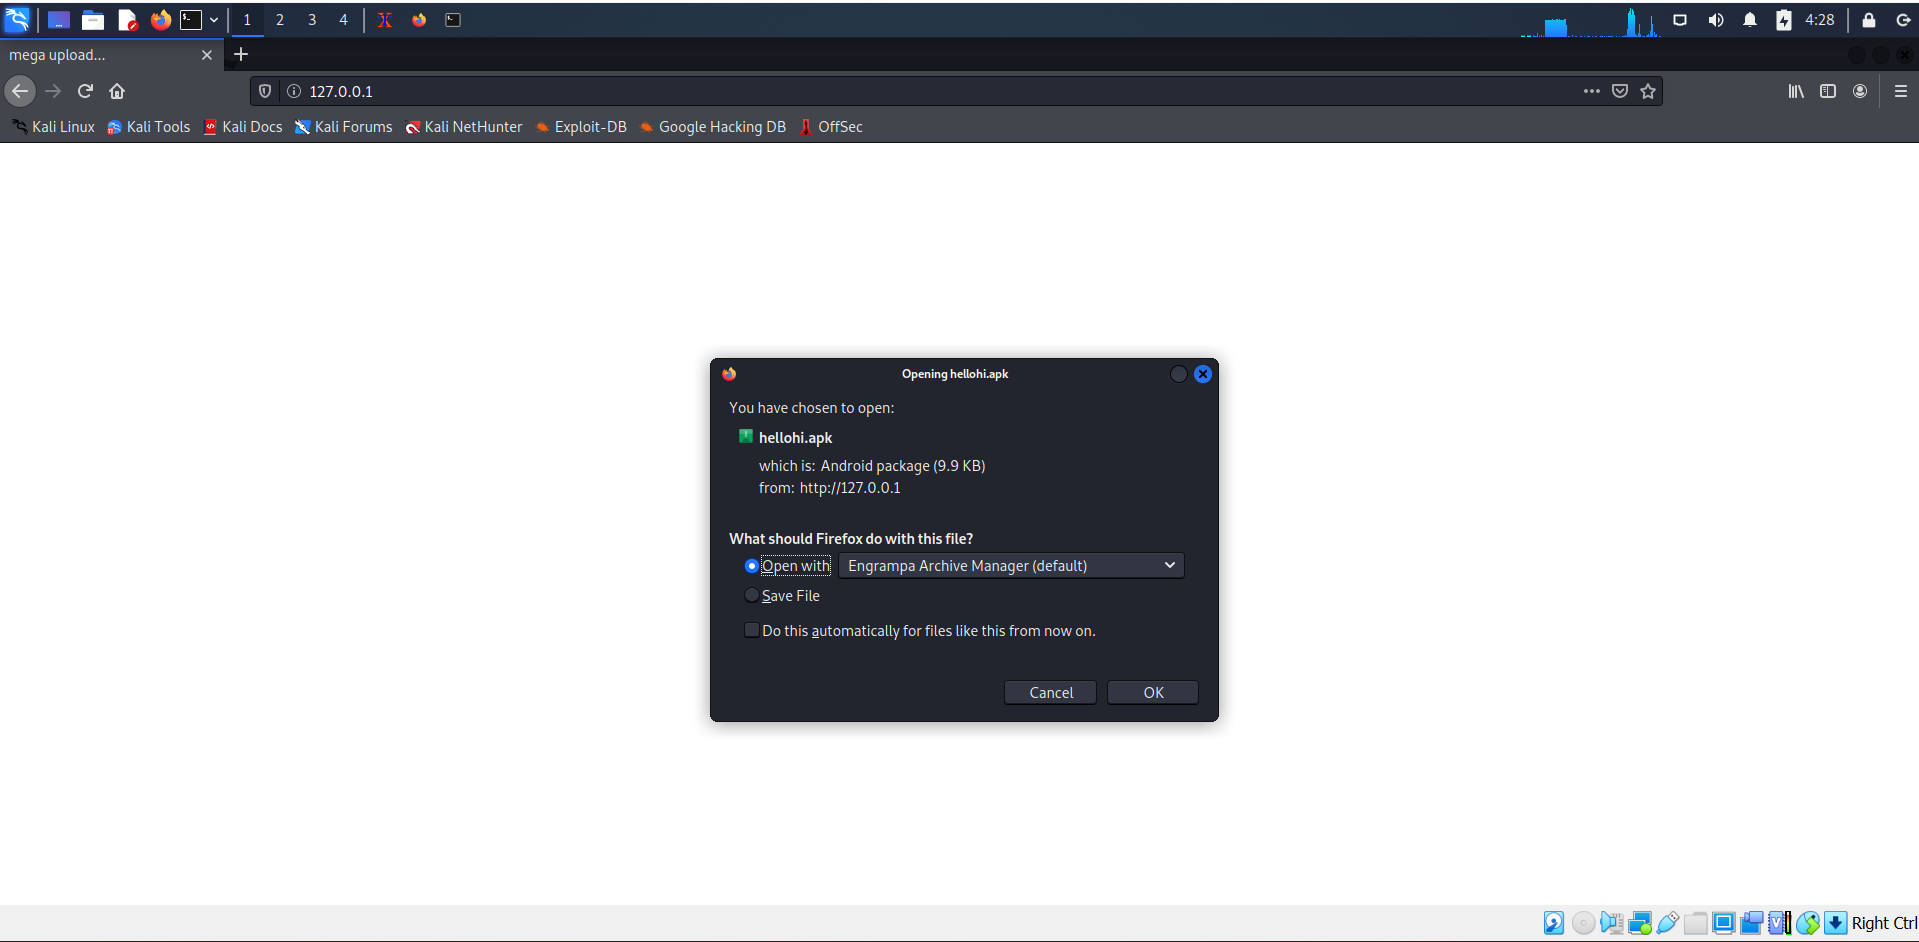 1 2 3 4 4:28
mega upload...
127.0.0.1
Kali Linux Kali Tools Kali Docs Kali Forums Kali NetHunter Exploit-DB Google Hacking DB OffSec
Opening hellohi.apk
You have chosen to open:
hellohi.apk
which is: Android package (9.9 KB)
from: http://127.0.0.1
What should Firefox do with this file?
Open with Engrampa Archive Manager (default)
Save File
Do this automatically for files like this from now on.
Cancel OK
Right Ctrl